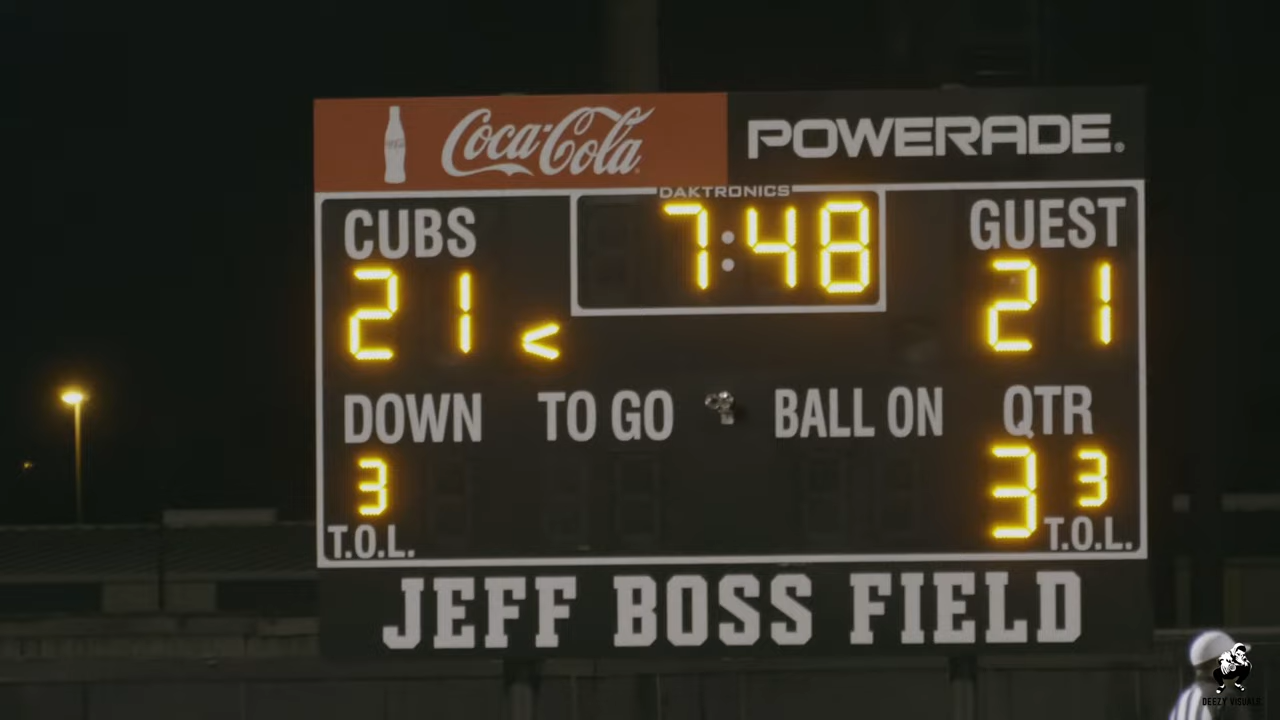 Coca-Cola
POWERADE
DAKTRONICS
CUBS 7:48 GUEST
21 < 21
DOWN TO GO BALL ON QTR
3 3 3
T.O.L. T.O.L.
JEFF BOSS FIELD
DEEZY VISUALS